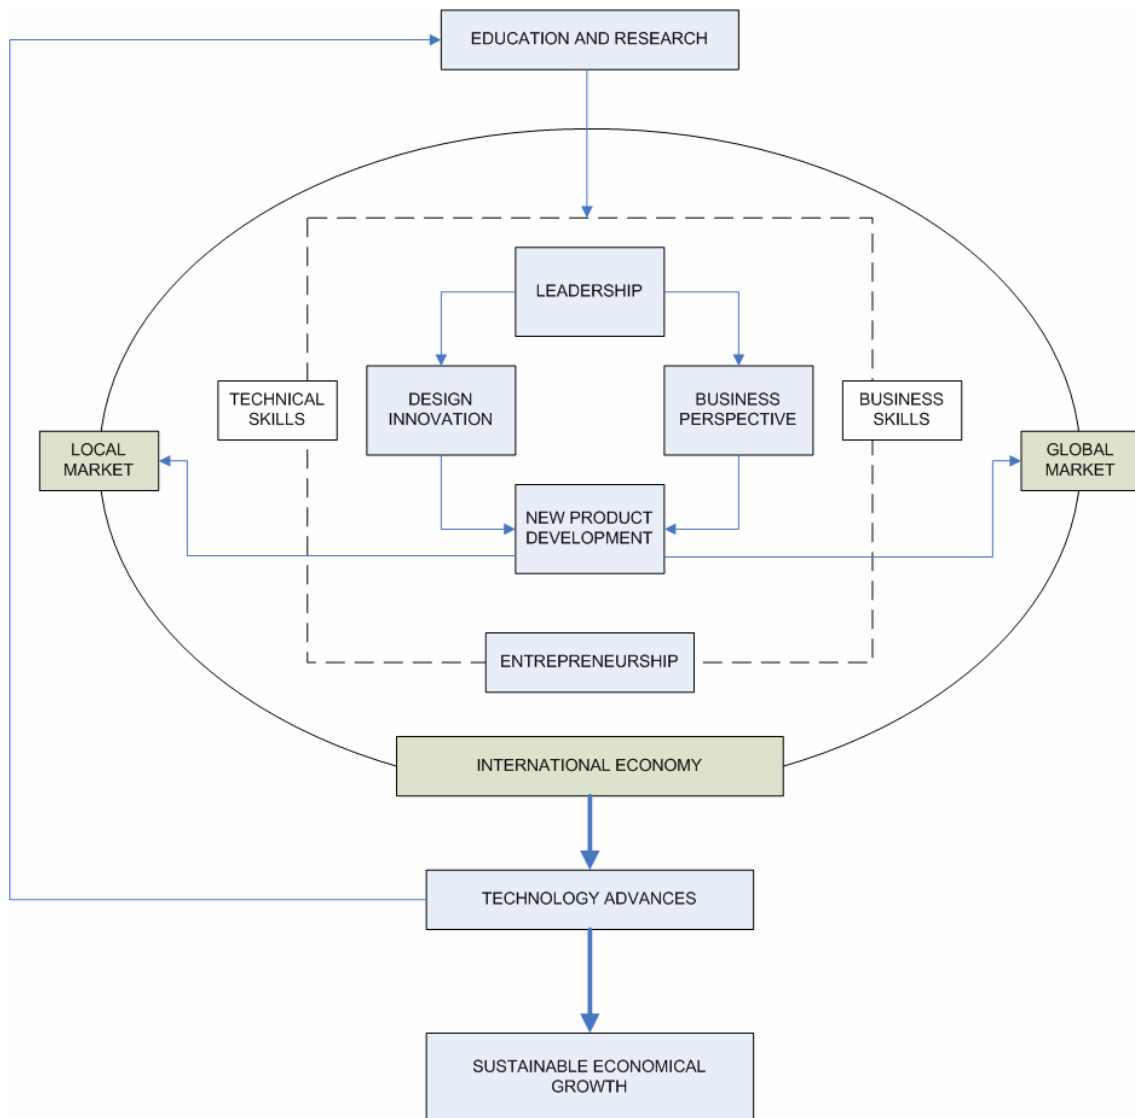 EDUCATION AND RESEARCH
LEADERSHIP
TECHNICAL
SKILLS
DESIGN
INNOVATION
BUSINESS
PERSPECTIVE
BUSINESS
SKILLS
LOCAL
MARKET
GLOBAL
MARKET
NEW PRODUCT
DEVELOPMENT
ENTREPRENEURSHIP
INTERNATIONAL ECONOMY
TECHNOLOGY ADVANCES
SUSTAINABLE ECONOMICAL
GROWTH